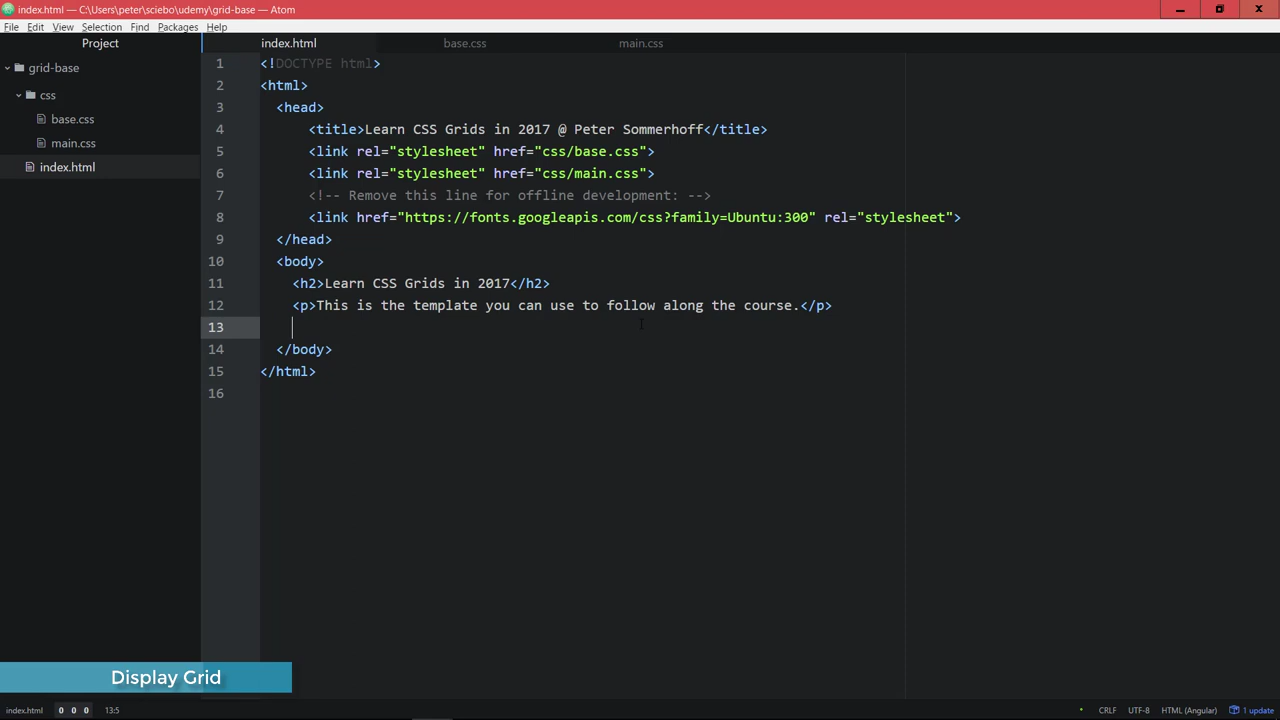 index.html — C:\Users\peter\sciebo\udemy\grid-base — Atom
File Edit View Selection Find Packages Help
Project
grid-base
css
base.css
main.css
index.html
index.html base.css main.css
1 <!DOCTYPE html>
2 <html>
3 <head>
4 <title>Learn CSS Grids in 2017 @ Peter Sommerhoff</title>
5 <link rel="stylesheet" href="css/base.css">
6 <link rel="stylesheet" href="css/main.css">
7 <!-- Remove this line for offline development: -->
8 <link href="https://fonts.googleapis.com/css?family=Ubuntu:300" rel="stylesheet">
9 </head>
10 <body>
11 <h2>Learn CSS Grids in 2017</h2>
12 <p>This is the template you can use to follow along the course.</p>
13
14 </body>
15 </html>
16
Display Grid
index.html 0 0 0 13:5 CRLF UTF-8 HTML (Angular) 1 update